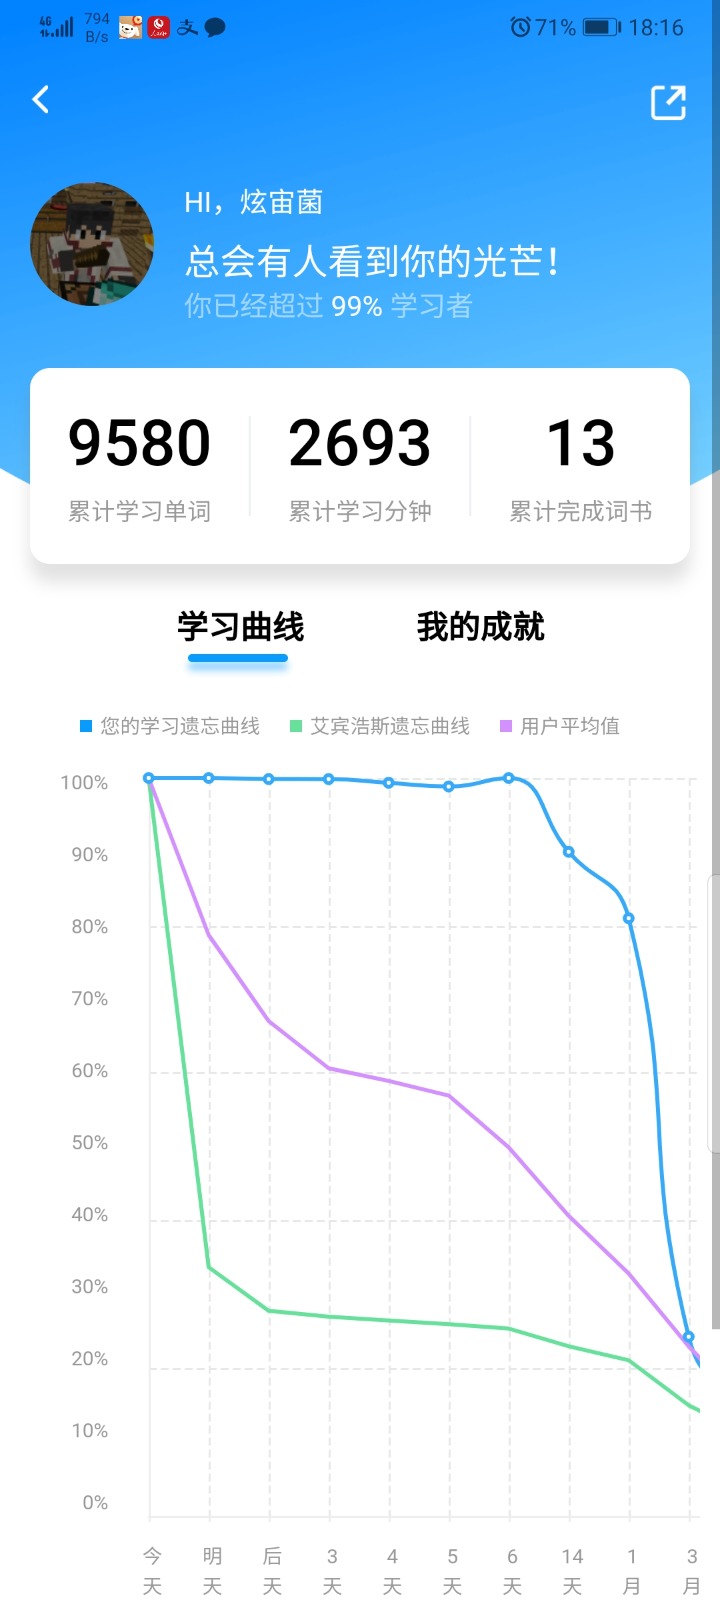 4G 794 B/s 71% 18:16
HI，炫宙菌
总会有人看到你的光芒！
你已经超过 99% 学习者
9580 2693 13
累计学习单词 累计学习分钟 累计完成词书
学习曲线 我的成就
您的学习遗忘曲线 艾宾浩斯遗忘曲线 用户平均值
100%
90%
80%
70%
60%
50%
40%
30%
20%
10%
0%
今天 明天 后天 3天 4天 5天 6天 14天 1月 3月